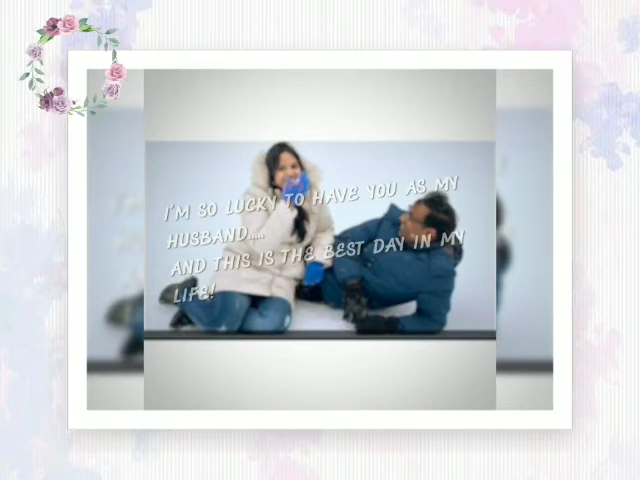 I'M SO LUCKY TO HAVE YOU AS MY
HUSBAND.....
AND THIS IS THE BEST DAY IN MY
LIFE!